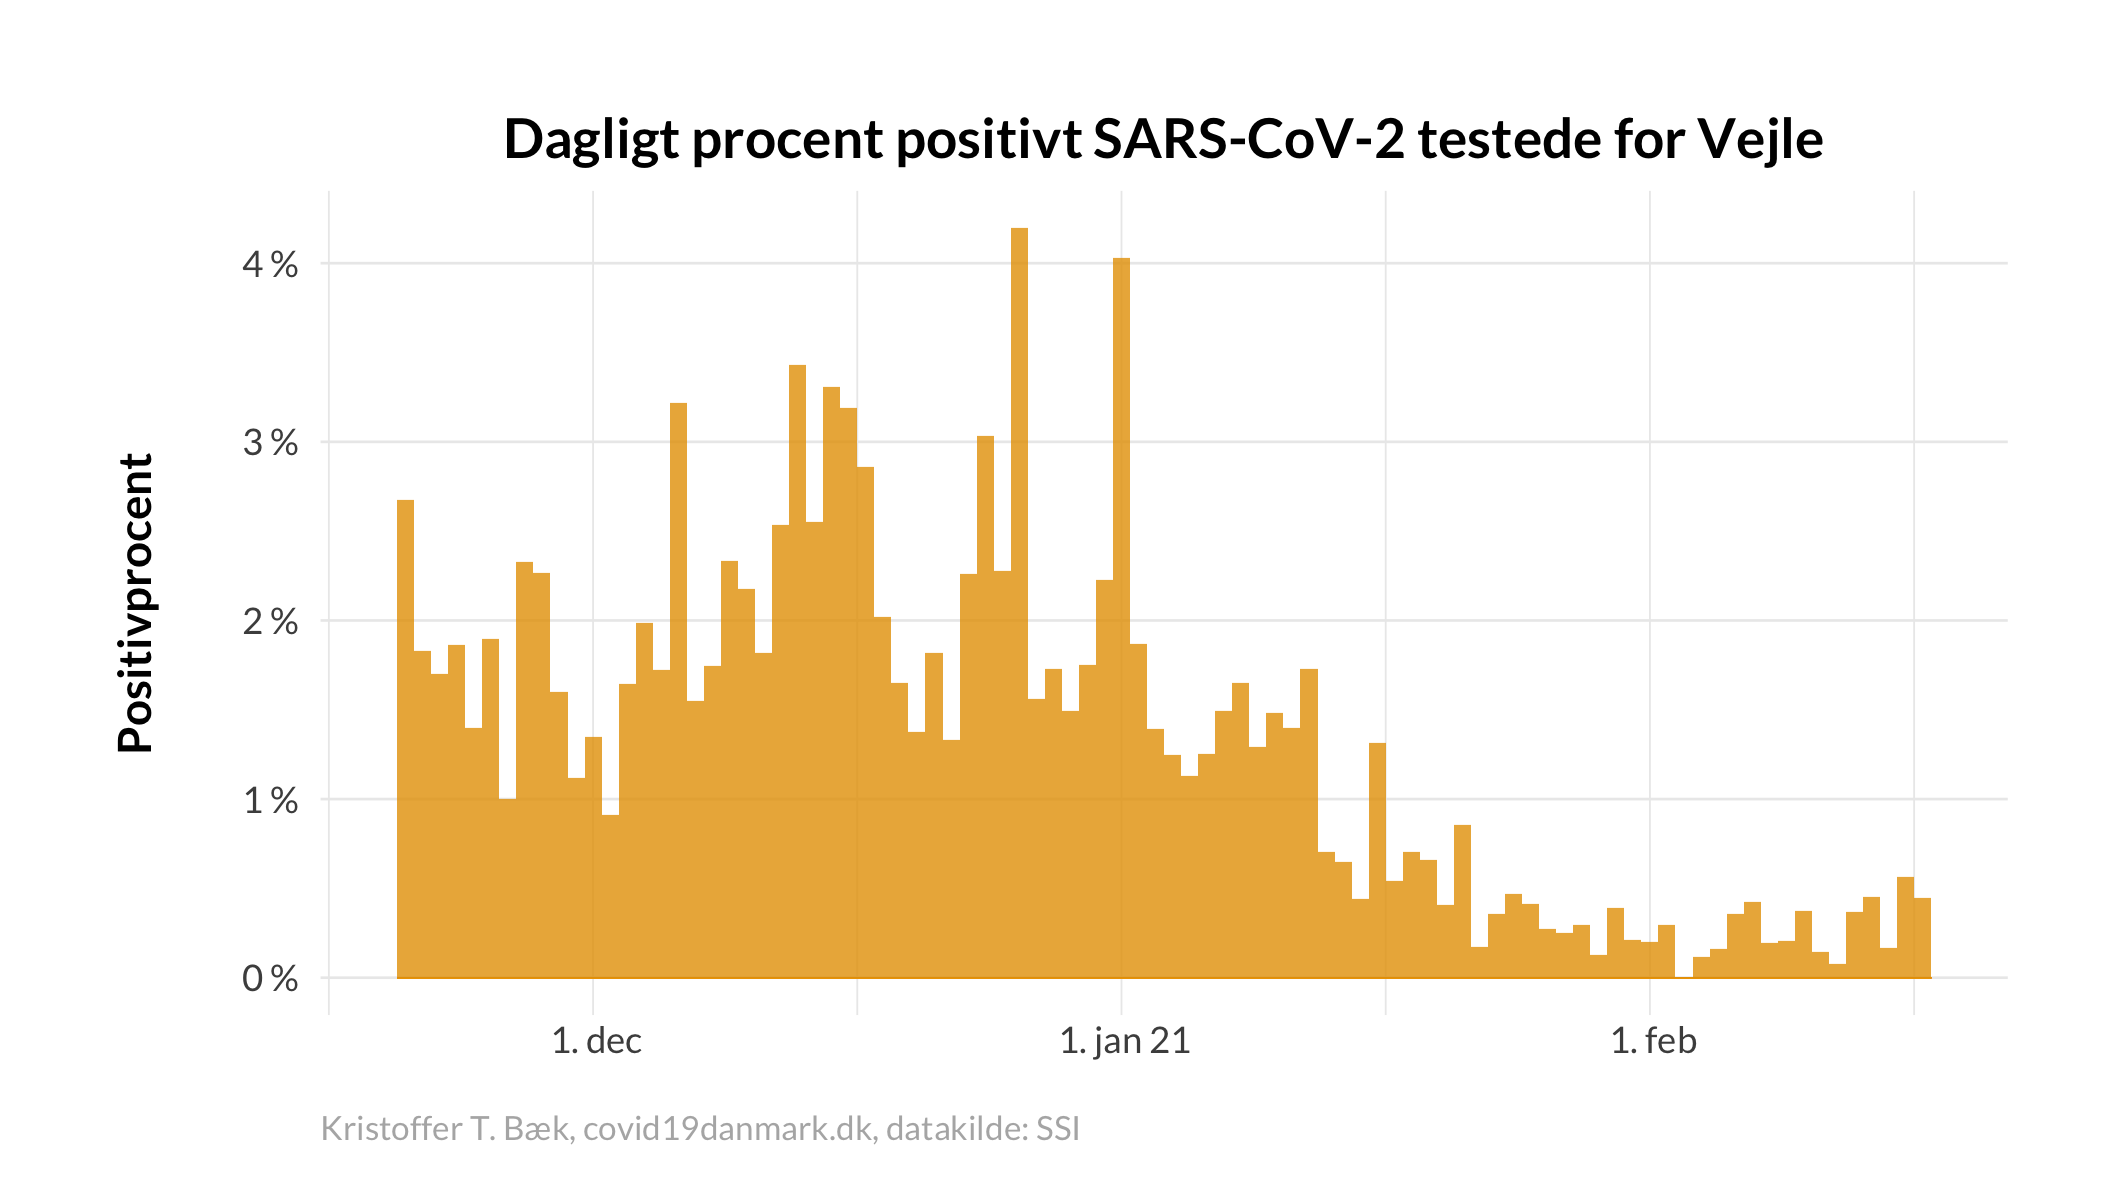 Dagligt procent positivt SARS-CoV-2 testede for Vejle
Positivprocent
4 %
3 %
2 %
1 %
0 %
1. dec
1. jan 21
1. feb
Kristoffer T. Bæk, covid19danmark.dk, datakilde: SSI